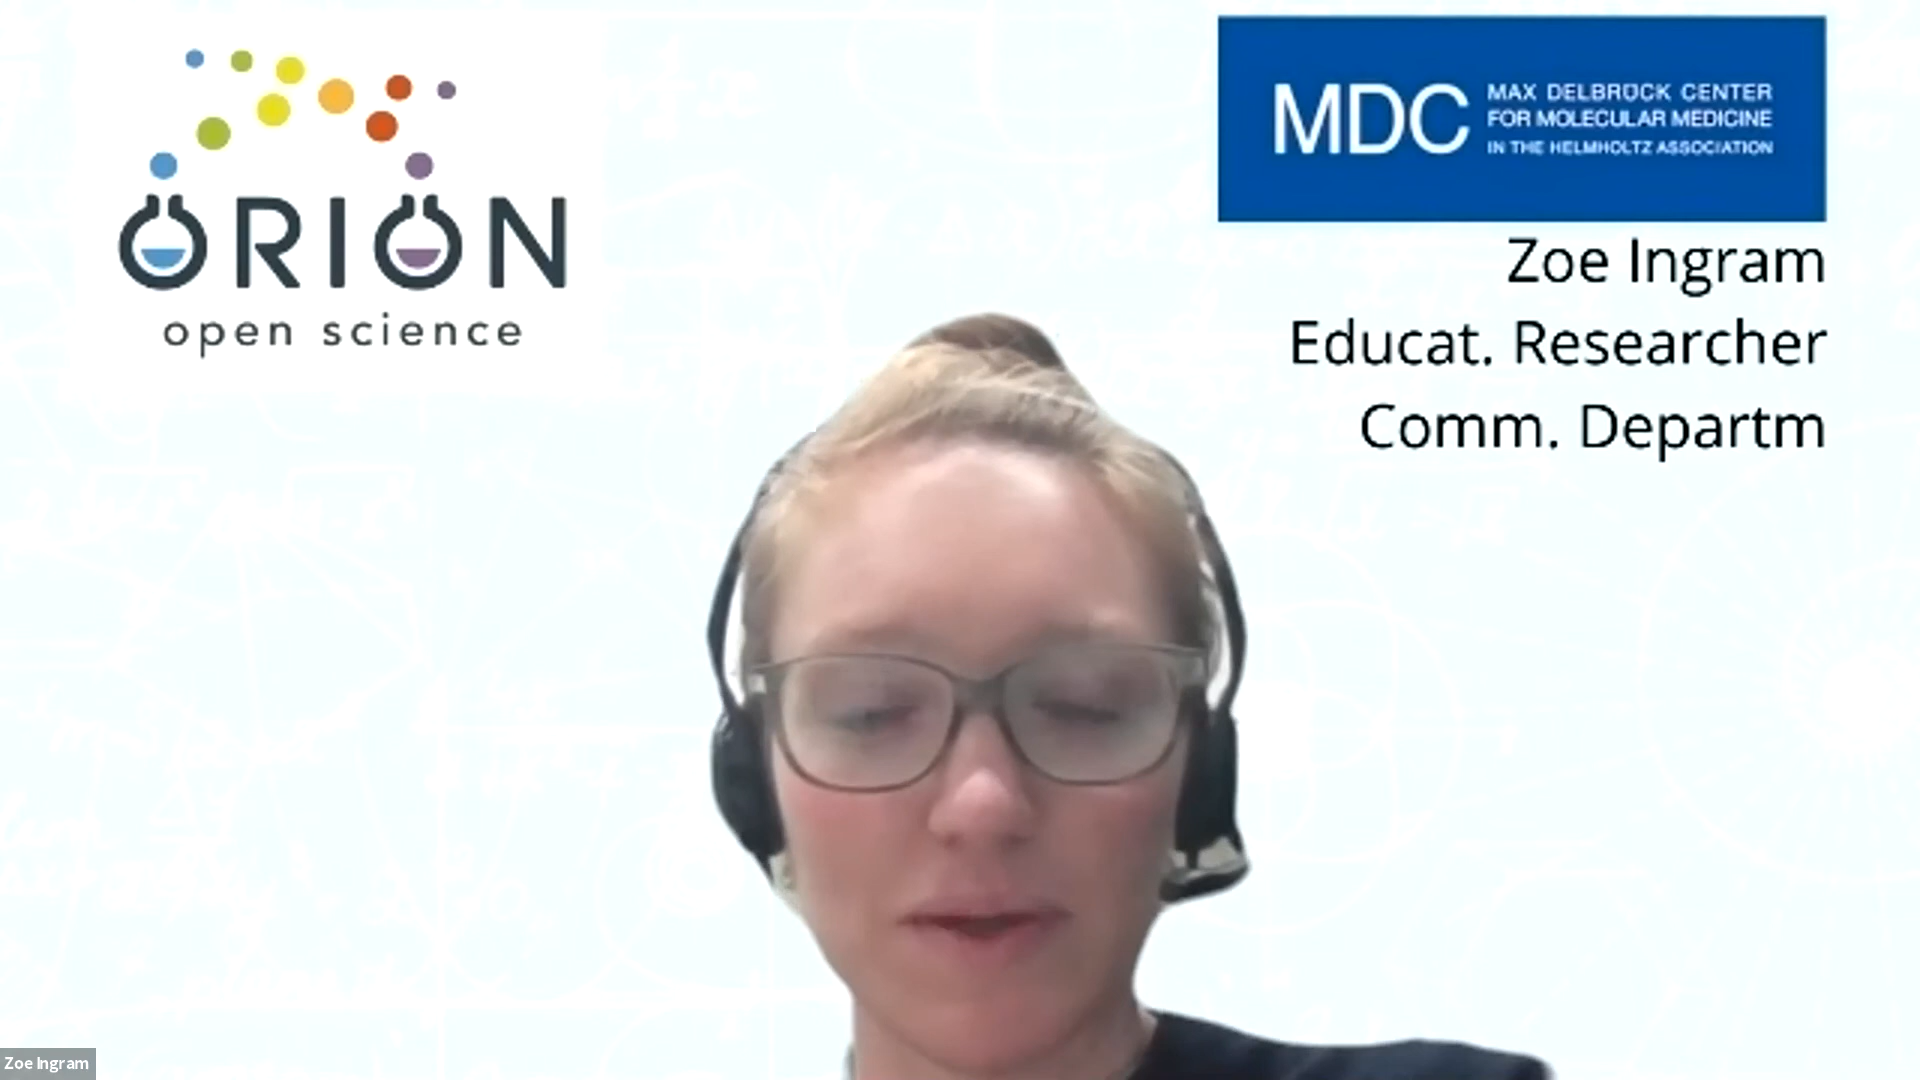 ÖRIÖN
open science
MDC
MAX DELBRÜCK CENTER
FOR MOLECULAR MEDICINE
IN THE HELMHOLTZ ASSOCIATION
Zoe Ingram
Educat. Researcher
Comm. Departm
Zoe Ingram